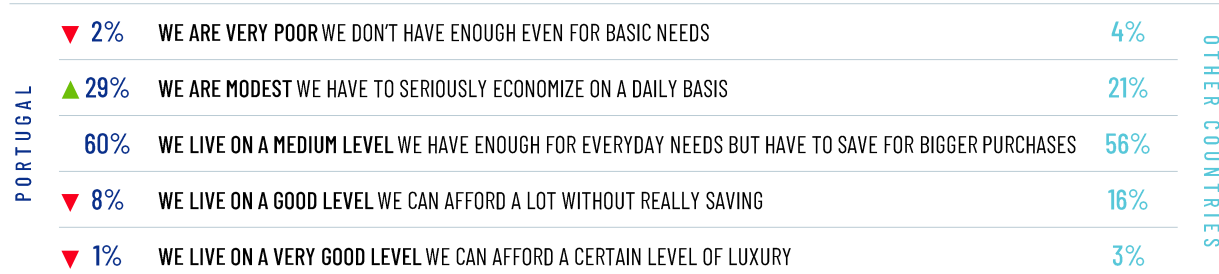 PORTUGAL
2% WE ARE VERY POOR WE DON'T HAVE ENOUGH EVEN FOR BASIC NEEDS 4%
29% WE ARE MODEST WE HAVE TO SERIOUSLY ECONOMIZE ON A DAILY BASIS 21%
60% WE LIVE ON A MEDIUM LEVEL WE HAVE ENOUGH FOR EVERYDAY NEEDS BUT HAVE TO SAVE FOR BIGGER PURCHASES 56%
8% WE LIVE ON A GOOD LEVEL WE CAN AFFORD A LOT WITHOUT REALLY SAVING 16%
1% WE LIVE ON A VERY GOOD LEVEL WE CAN AFFORD A CERTAIN LEVEL OF LUXURY 3%
OTHER COUNTRIES